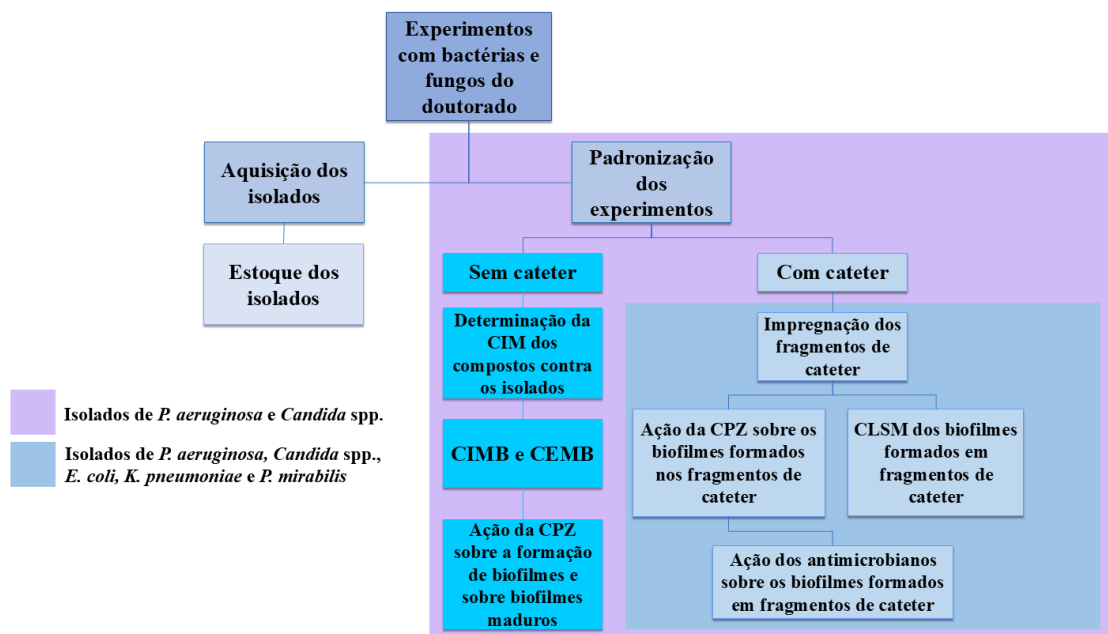 Experimentos
com bactérias e
fungos do
doutorado
Aquisição dos
isolados
Padronização
dos
experimentos
Estoque dos
isolados
Sem cateter
Com cateter
Determinação da
CIM dos
compostos contra
os isolados
Impregnação dos
fragmentos de
cateter
Isolados de P. aeruginosa e Candida spp.
Isolados de P. aeruginosa, Candida spp.,
E. coli, K. pneumoniae e P. mirabilis
CIMB e CEMB
Ação da CPZ sobre os
biofilmes formados
nos fragmentos de
cateter
CLSM dos biofilmes
formados em
fragmentos de
cateter
Ação da CPZ
sobre a formação
de biofilmes e
sobre biofilmes
maduros
Ação dos antimicrobianos
sobre os biofilmes formados
em fragmentos de cateter